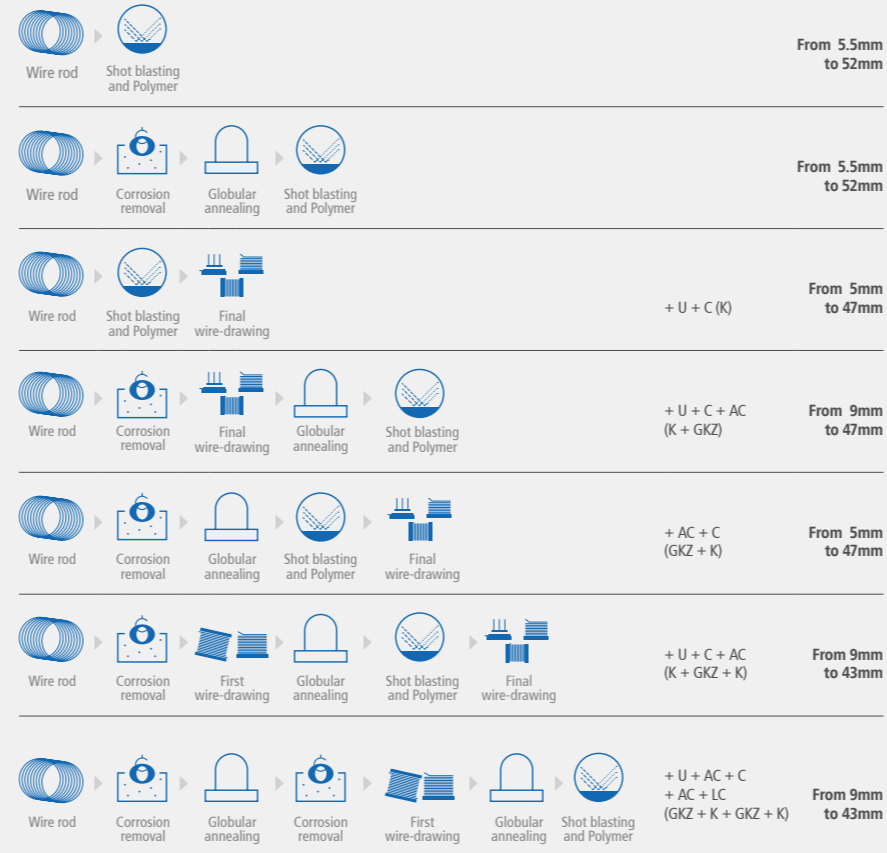 From 5.5mm
to 52mm
Wire rod
Shot blasting
and Polymer
From 5.5mm
to 52mm
Wire rod
Corrosion
removal
Globular
annealing
Shot blasting
and Polymer
+ U + C (K)
From 5mm
to 47mm
Wire rod
Shot blasting
and Polymer
Final
wire-drawing
+ U + C + AC
(K + GKZ)
From 9mm
to 47mm
Wire rod
Corrosion
removal
Final
wire-drawing
Globular
annealing
Shot blasting
and Polymer
+ AC + C
(GKZ + K)
From 5mm
to 47mm
Wire rod
Corrosion
removal
Globular
annealing
Shot blasting
and Polymer
Final
wire-drawing
+ U + C + AC
(K + GKZ + K)
From 9mm
to 43mm
Wire rod
Corrosion
removal
First
wire-drawing
Globular
annealing
Shot blasting
and Polymer
Final
wire-drawing
+ U + AC + C
+ AC + LC
(GKZ + K + GKZ + K)
From 9mm
to 43mm
Wire rod
Corrosion
removal
Globular
annealing
Corrosion
removal
First
wire-drawing
Globular
annealing
Shot blasting
and Polymer